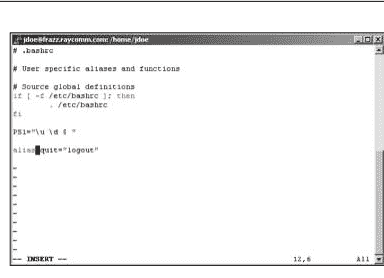 jdoe@frazz.raycomm.com: /home/jdoe
# .bashrc
# User specific aliases and functions
# Source global definitions
if [ -f /etc/bashrc ]; then
. /etc/bashrc
fi
PS1="\u \d $ "
alias quit="logout"
~
~
~
~
~
~
~
~
~
-- INSERT -- 12,6 All